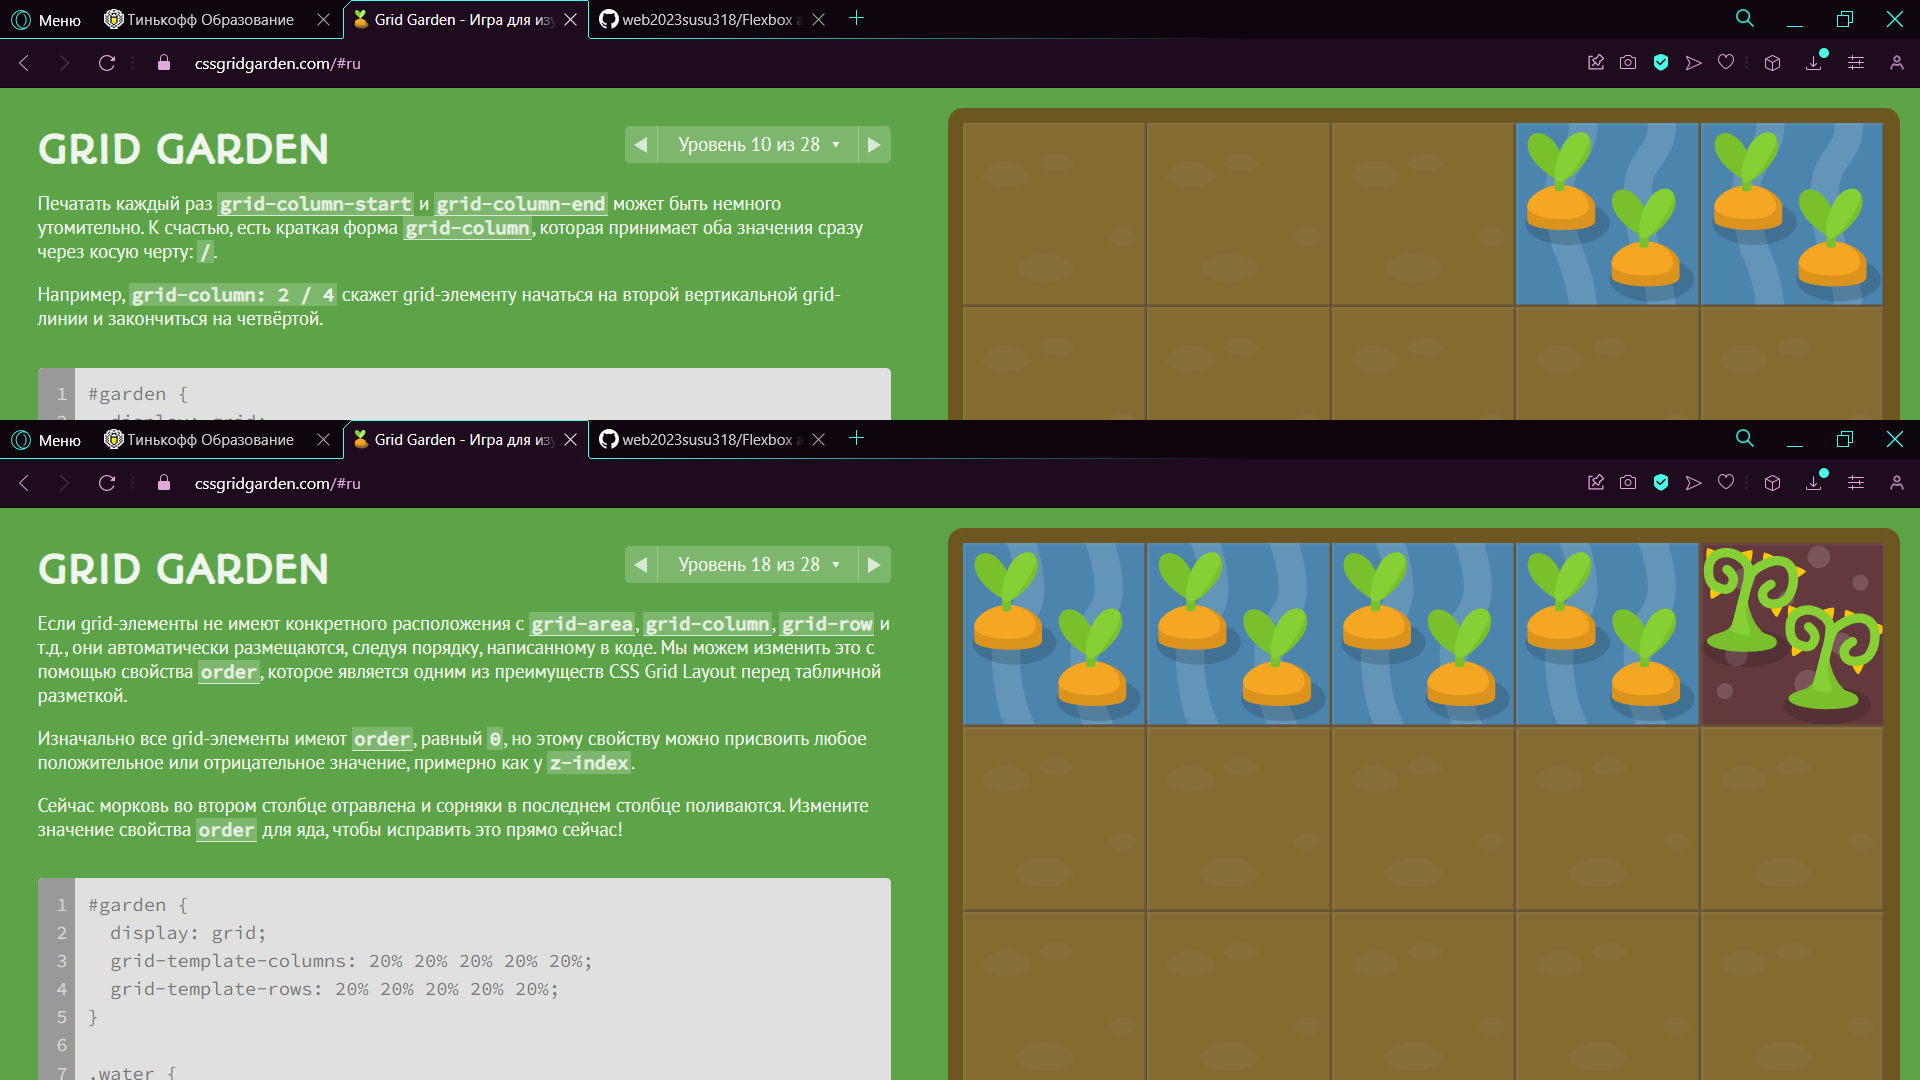 Меню
Тинькофф Образование
Grid Garden - Игра для из
web2023susu318/Flexbox a
cssgridgarden.com/#ru
GRID GARDEN
Уровень 10 из 28
Печатать каждый раз grid-column-start и grid-column-end может быть немного
утомительно. К счастью, есть краткая форма grid-column, которая принимает оба значения сразу
через косую черту: /.
Например, grid-column: 2 / 4 скажет grid-элементу начаться на второй вертикальной grid-
линии и закончиться на четвёртой.
1 #garden {
2 display: grid;
Меню
Тинькофф Образование
Grid Garden - Игра для из
web2023susu318/Flexbox a
cssgridgarden.com/#ru
GRID GARDEN
Уровень 18 из 28
Если grid-элементы не имеют конкретного расположения с grid-area, grid-column, grid-row и
т.д., они автоматически размещаются, следуя порядку, написанному в коде. Мы можем изменить это с
помощью свойства order, которое является одним из преимуществ CSS Grid Layout перед табличной
разметкой.
Изначально все grid-элементы имеют order, равный 0, но этому свойству можно присвоить любое
положительное или отрицательное значение, примерно как у z-index.
Сейчас морковь во втором столбце отравлена и сорняки в последнем столбце поливаются. Измените
значение свойства order для яда, чтобы исправить это прямо сейчас!
1 #garden {
2 display: grid;
3 grid-template-columns: 20% 20% 20% 20% 20%;
4 grid-template-rows: 20% 20% 20% 20% 20%;
5 }
6
7 .water {